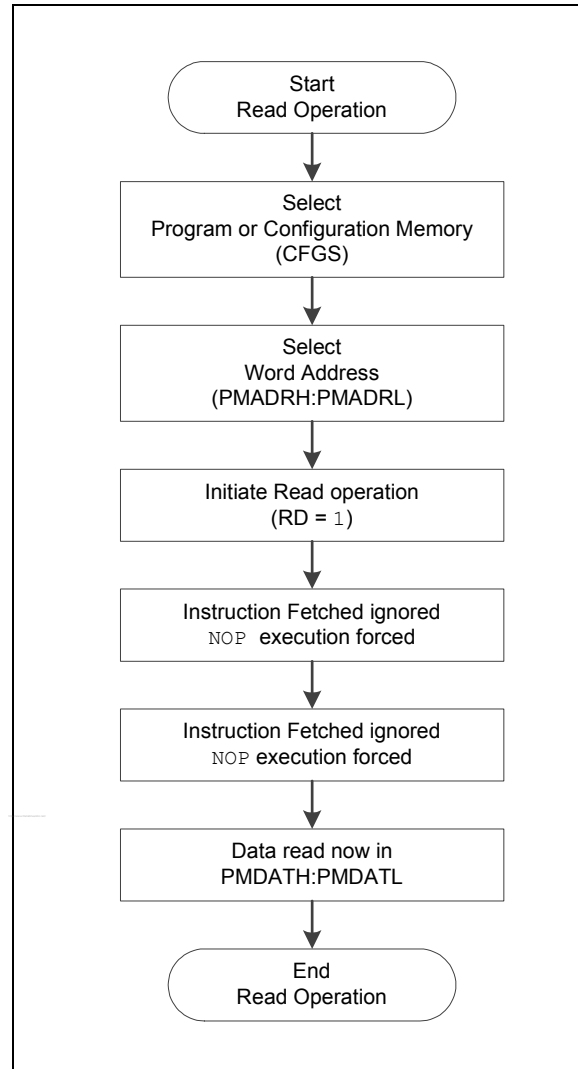 Start
Read Operation
Select
Program or Configuration Memory
(CFGS)
Select
Word Address
(PMADRH:PMADRL)
Initiate Read operation
(RD = 1)
Instruction Fetched ignored
NOP execution forced
Instruction Fetched ignored
NOP execution forced
Data read now in
PMDATH:PMDATL
End
Read Operation